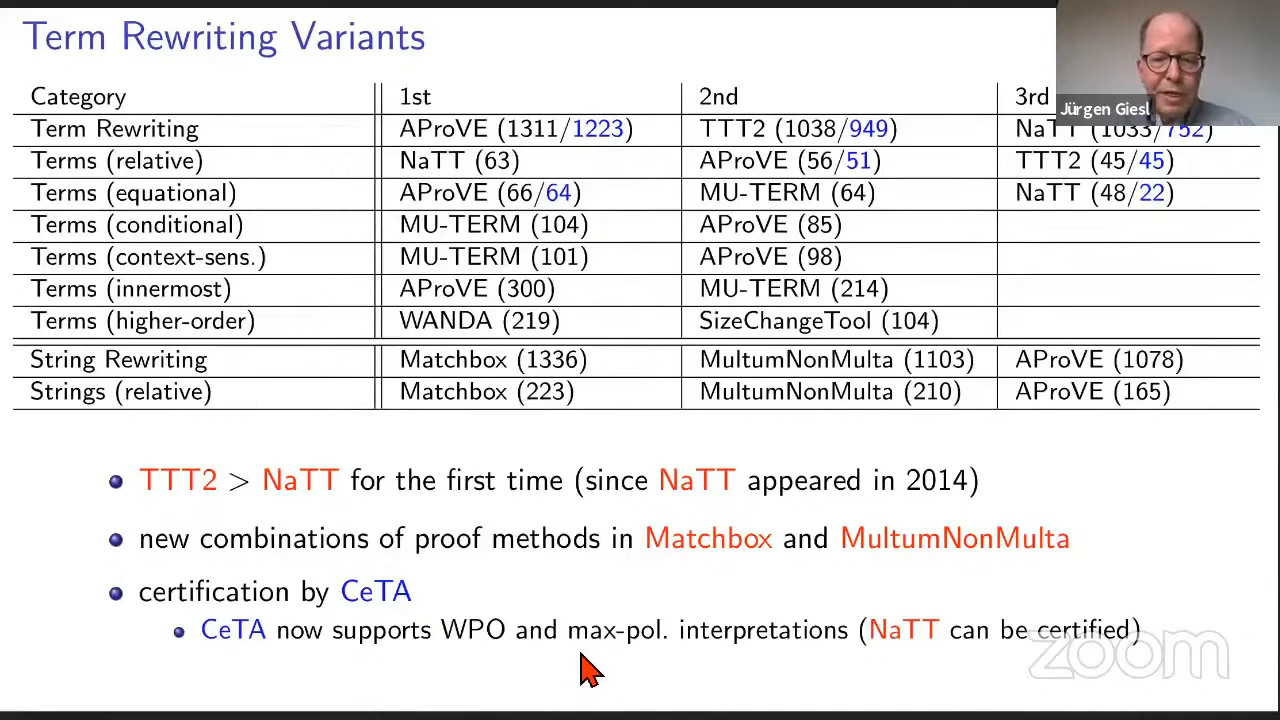 Term Rewriting Variants
Jürgen Giesl
Category 1st 2nd 3rd
Term Rewriting AProVE (1311/1223) TTT2 (1038/949) NaTT (1033/752)
Terms (relative) NaTT (63) AProVE (56/51) TTT2 (45/45)
Terms (equational) AProVE (66/64) MU-TERM (64) NaTT (48/22)
Terms (conditional) MU-TERM (104) AProVE (85)
Terms (context-sens.) MU-TERM (101) AProVE (98)
Terms (innermost) AProVE (300) MU-TERM (214)
Terms (higher-order) WANDA (219) SizeChangeTool (104)
String Rewriting Matchbox (1336) MultumNonMulta (1103) AProVE (1078)
Strings (relative) Matchbox (223) MultumNonMulta (210) AProVE (165)
TTT2 > NaTT for the first time (since NaTT appeared in 2014)
new combinations of proof methods in Matchbox and MultumNonMulta
certification by CeTA
CeTA now supports WPO and max-pol. interpretations (NaTT can be certified)
zoom